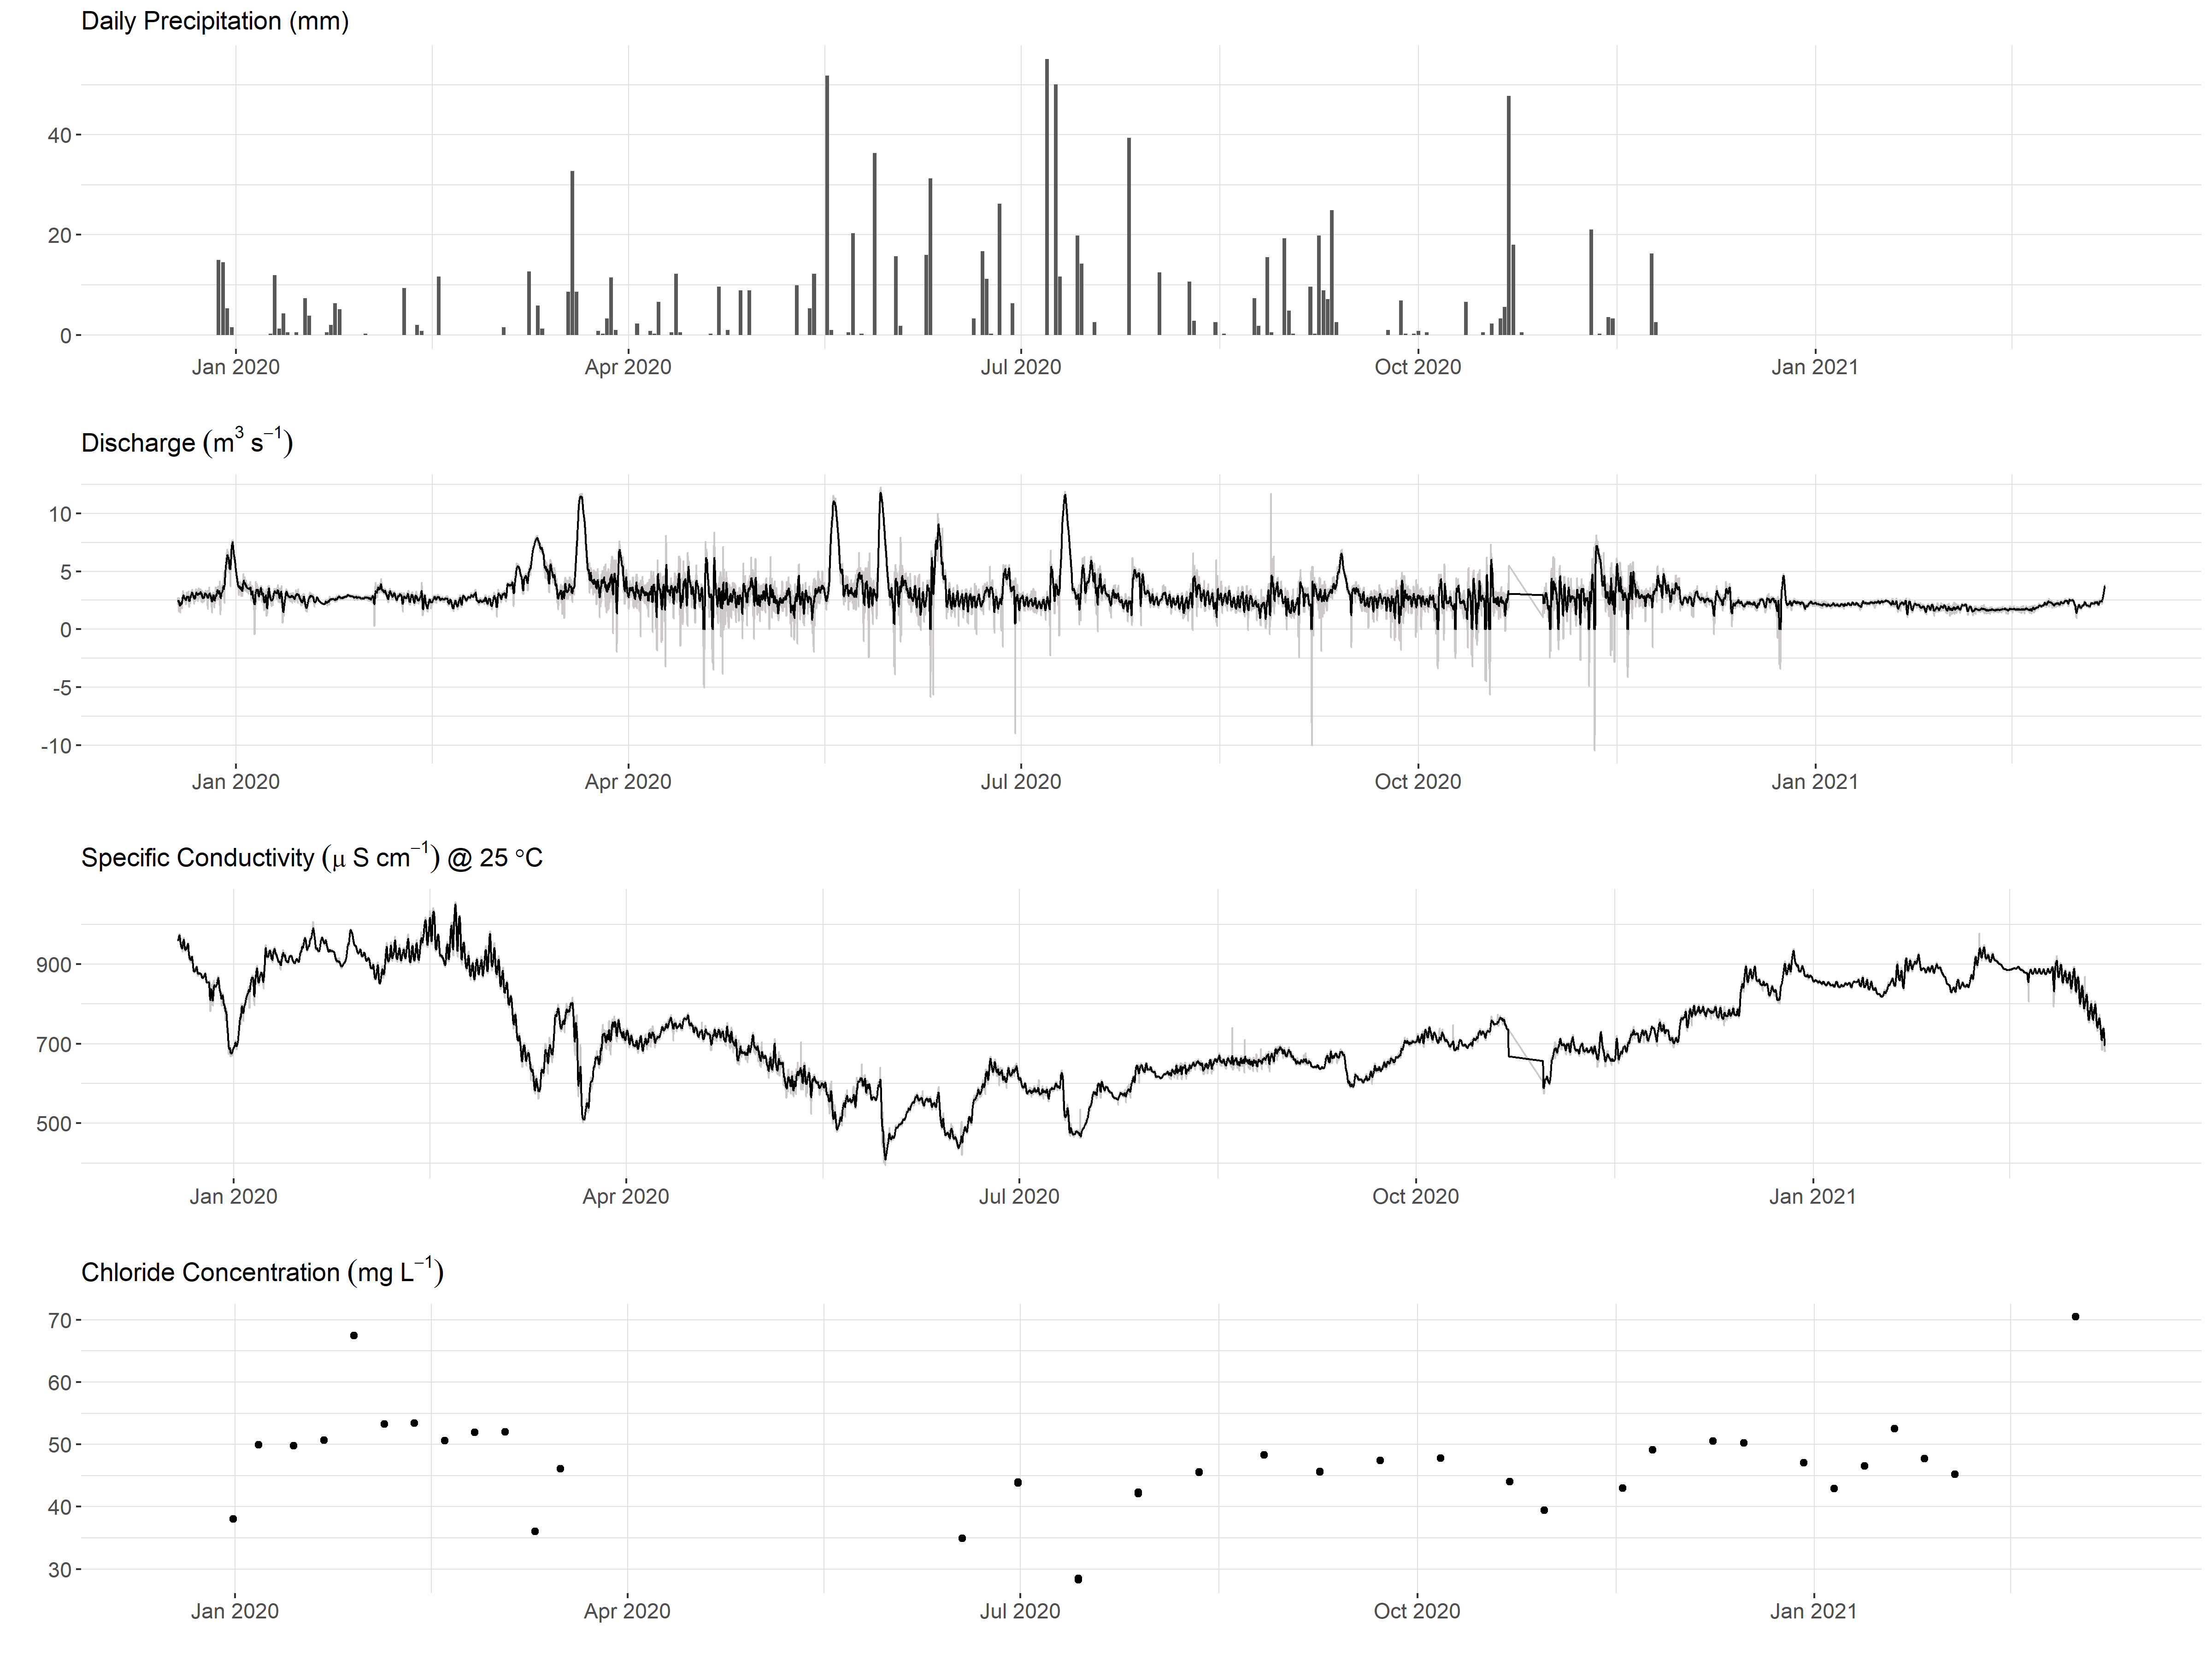 Daily Precipitation (mm)
40
20
0
Jan 2020 Apr 2020 Jul 2020 Oct 2020 Jan 2021
Discharge (m³ s⁻¹)
10
5
0
-5
-10
Jan 2020 Apr 2020 Jul 2020 Oct 2020 Jan 2021
Specific Conductivity (μ S cm⁻¹) @ 25 °C
900
700
500
Jan 2020 Apr 2020 Jul 2020 Oct 2020 Jan 2021
Chloride Concentration (mg L⁻¹)
70
60
50
40
30
Jan 2020 Apr 2020 Jul 2020 Oct 2020 Jan 2021